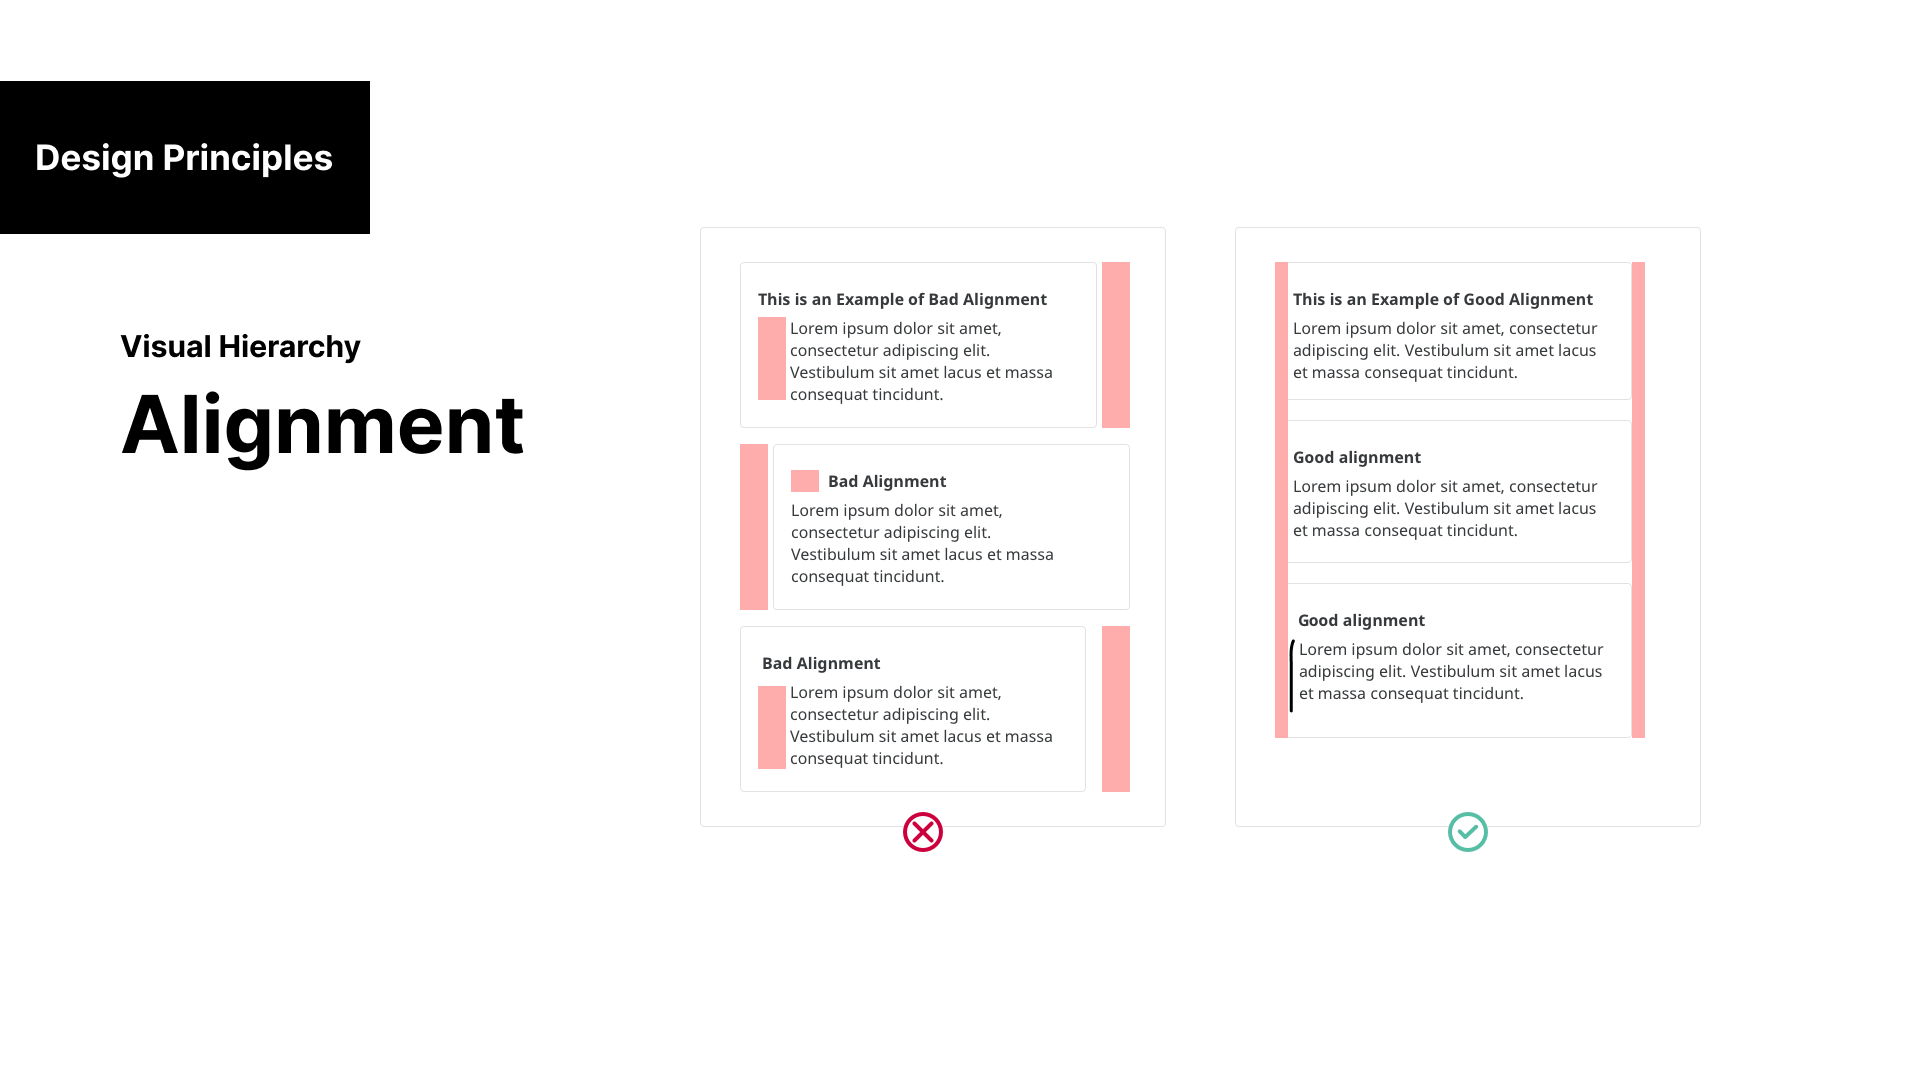 Design Principles
Visual Hierarchy
Alignment
This is an Example of Bad Alignment
Lorem ipsum dolor sit amet,
consectetur adipiscing elit.
Vestibulum sit amet lacus et massa
consequat tincidunt.
Bad Alignment
Lorem ipsum dolor sit amet,
consectetur adipiscing elit.
Vestibulum sit amet lacus et massa
consequat tincidunt.
Bad Alignment
Lorem ipsum dolor sit amet,
consectetur adipiscing elit.
Vestibulum sit amet lacus et massa
consequat tincidunt.
This is an Example of Good Alignment
Lorem ipsum dolor sit amet, consectetur
adipiscing elit. Vestibulum sit amet lacus
et massa consequat tincidunt.
Good alignment
Lorem ipsum dolor sit amet, consectetur
adipiscing elit. Vestibulum sit amet lacus
et massa consequat tincidunt.
Good alignment
Lorem ipsum dolor sit amet, consectetur
adipiscing elit. Vestibulum sit amet lacus
et massa consequat tincidunt.